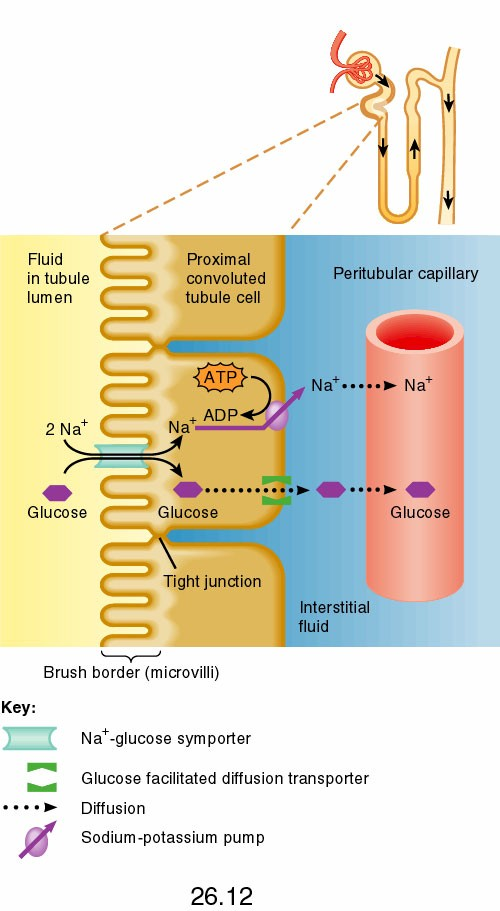 Fluid
in tubule
lumen
Proximal
convoluted
tubule cell
Peritubular capillary
ATP
ADP
Na+
Na+
2 Na+
Na+
Glucose
Glucose
Glucose
Tight junction
Interstitial
fluid
Brush border (microvilli)
Key:
Na+-glucose symporter
Glucose facilitated diffusion transporter
Diffusion
Sodium-potassium pump
26.12